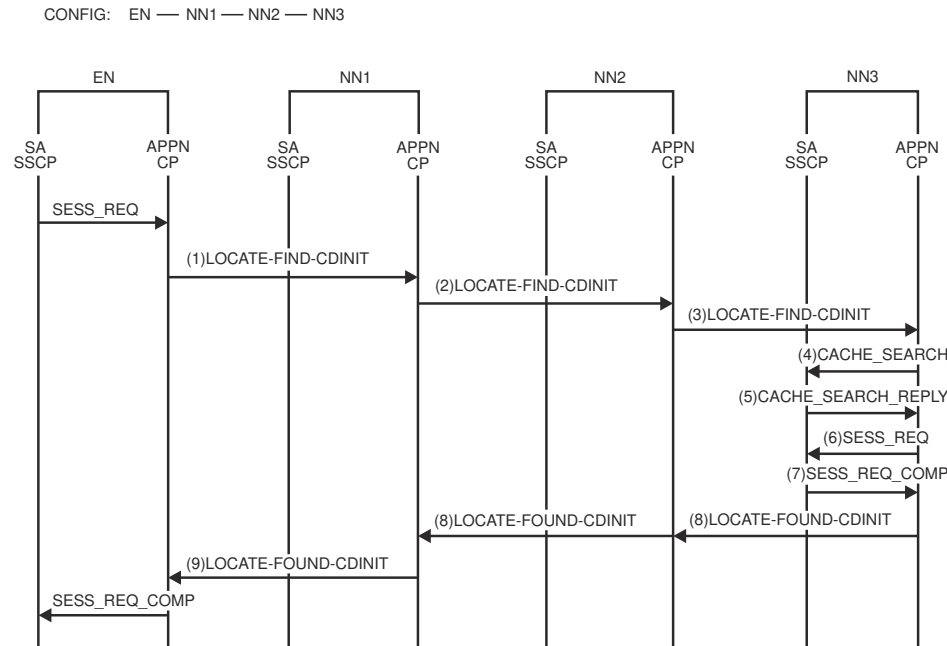 CONFIG: EN — NN1 — NN2 — NN3
EN NN1 NN2 NN3
SA SSCP APPN CP SA SSCP APPN CP SA SSCP APPN CP SA SSCP APPN CP
SESS_REQ
(1)LOCATE-FIND-CDINIT
(2)LOCATE-FIND-CDINIT
(3)LOCATE-FIND-CDINIT
(4)CACHE_SEARCH
(5)CACHE_SEARCH_REPLY
(6)SESS_REQ
(7)SESS_REQ_COMP
(8)LOCATE-FOUND-CDINIT (8)LOCATE-FOUND-CDINIT
(9)LOCATE-FOUND-CDINIT
SESS_REQ_COMP